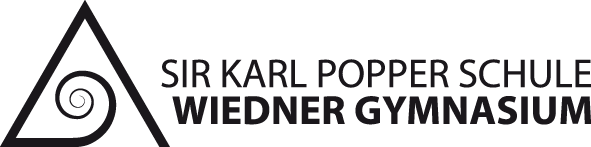 SIR KARL POPPER SCHULE
WIEDNER GYMNASIUM